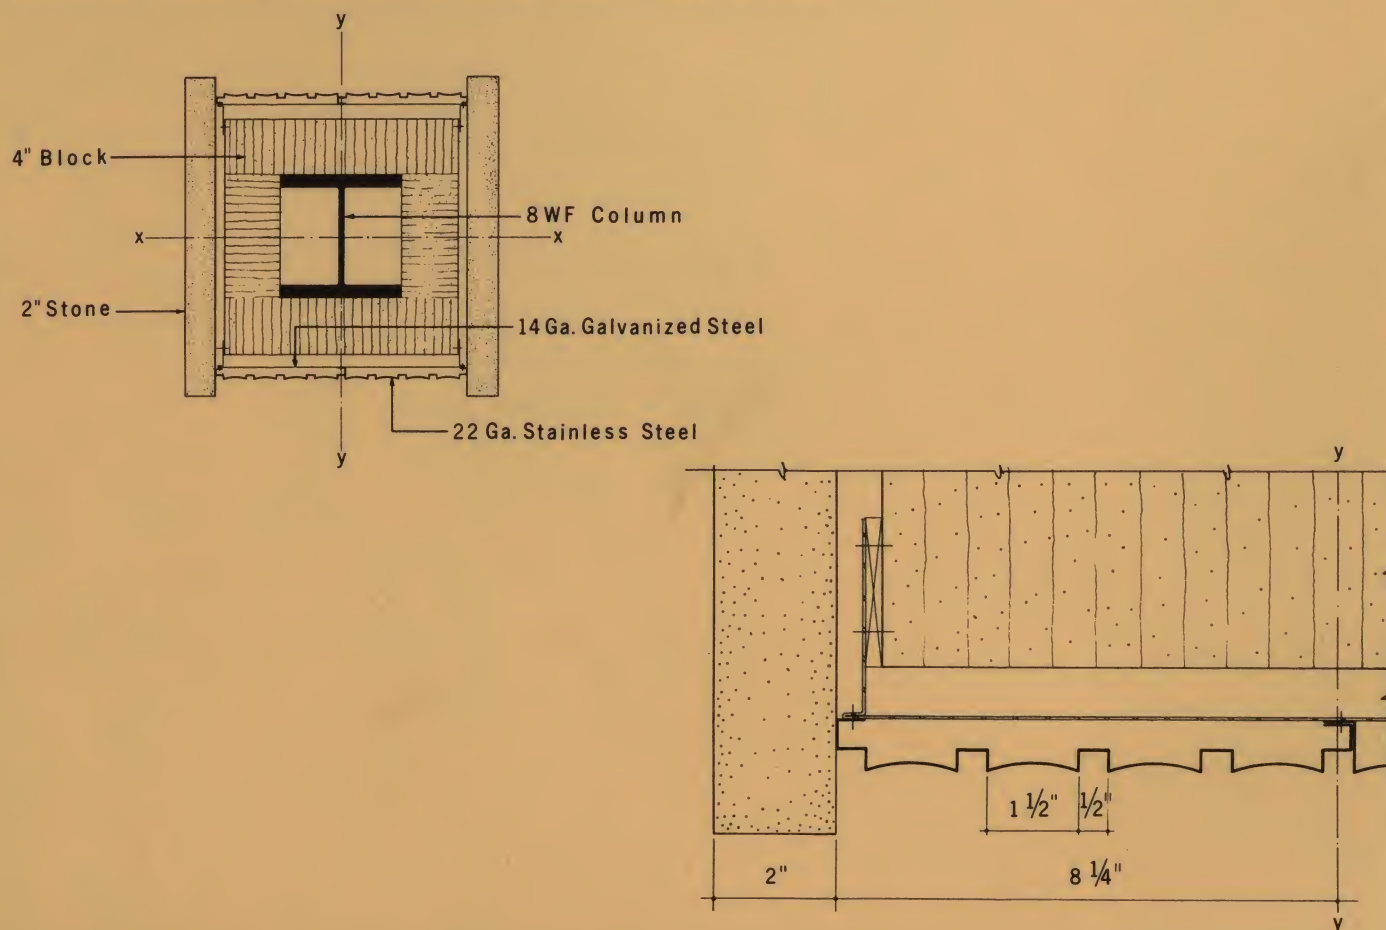 y
4" Block
8 WF Column
x
x
2" Stone
14 Ga. Galvanized Steel
22 Ga. Stainless Steel
y
y
1 1/2"
1/2"
2"
8 1/4"
y